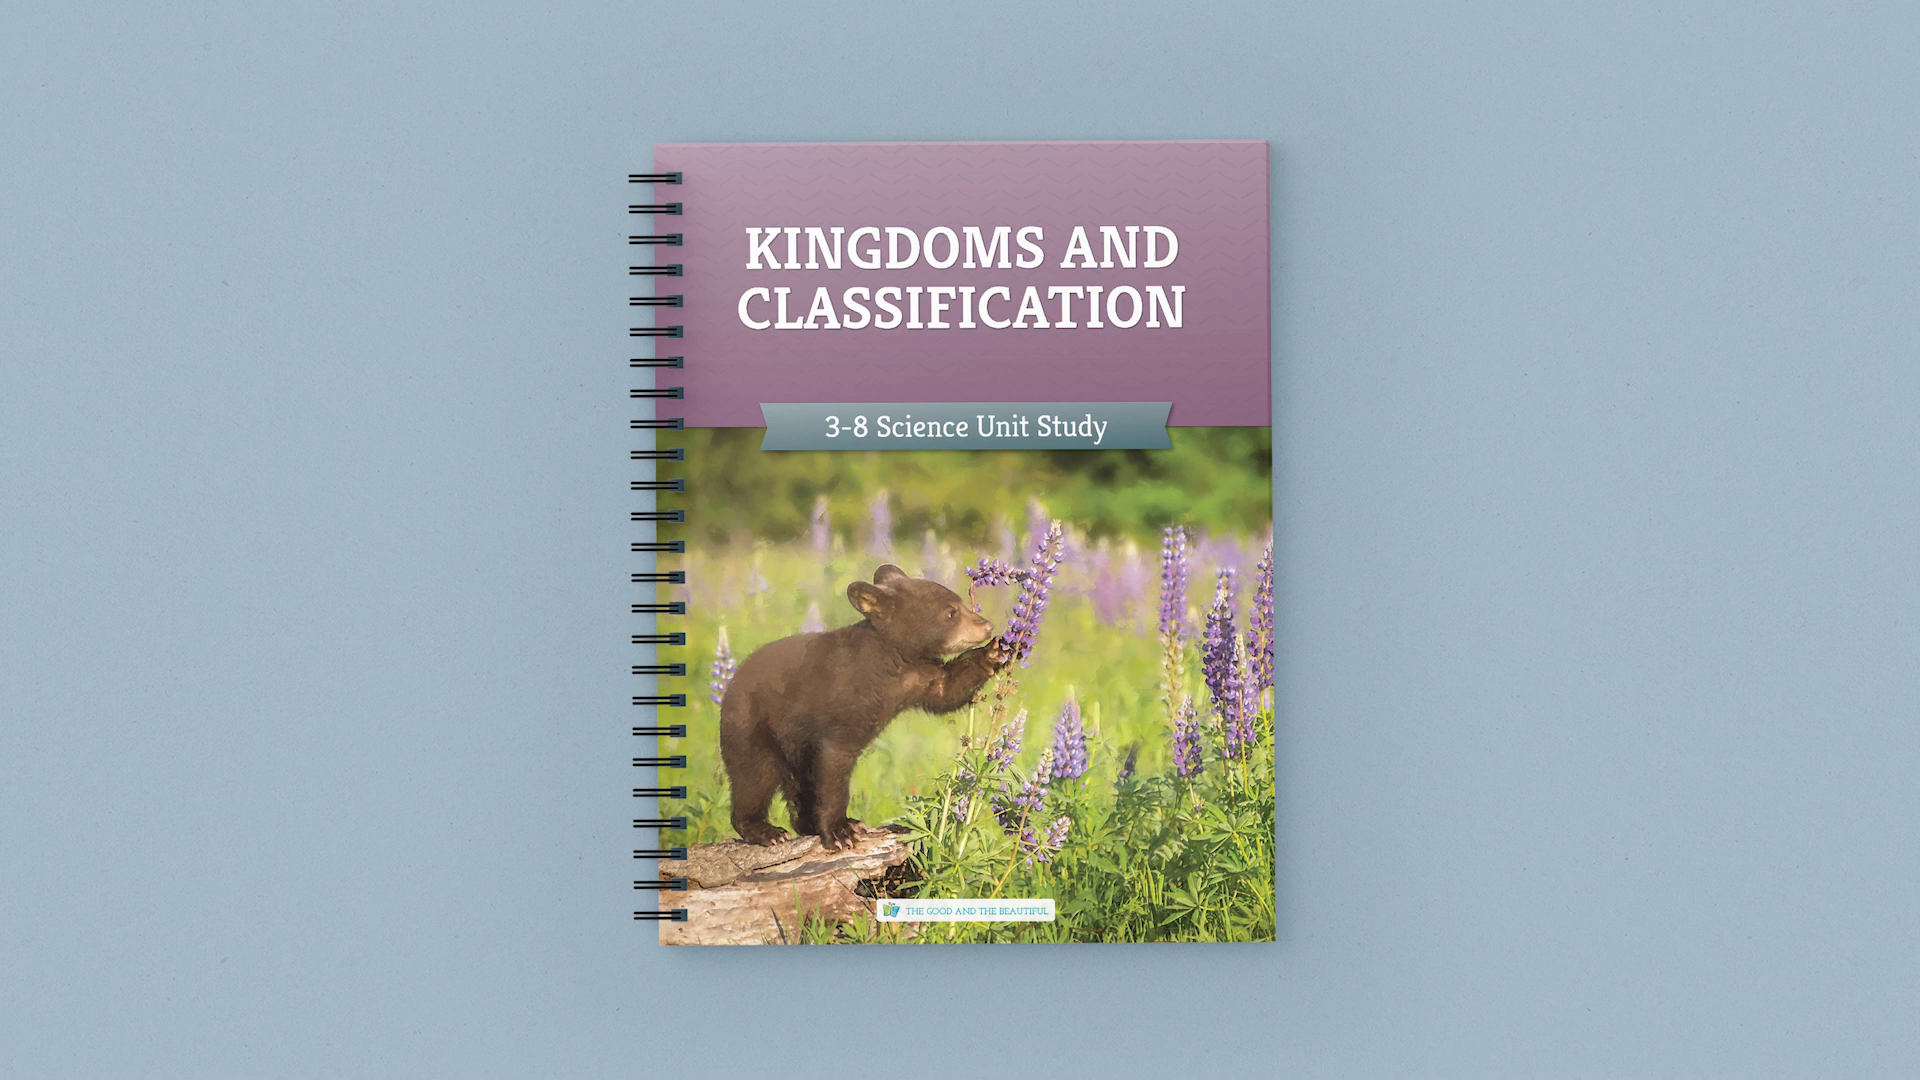 KINGDOMS AND
CLASSIFICATION
3-8 Science Unit Study
THE GOOD AND THE BEAUTIFUL